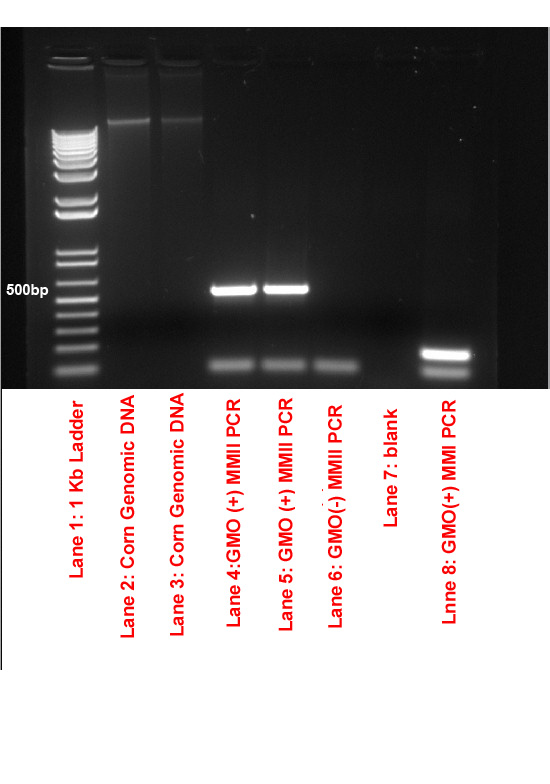 500bp
Lane 1: 1 Kb Ladder
Lane 2: Corn Genomic DNA
Lane 3: Corn Genomic DNA
Lane 4:GMO (+) MMII PCR
Lane 5: GMO (+) MMII PCR
Lane 6: GMO(-) MMII PCR
Lane 7: blank
Lnne 8: GMO(+) MMI PCR